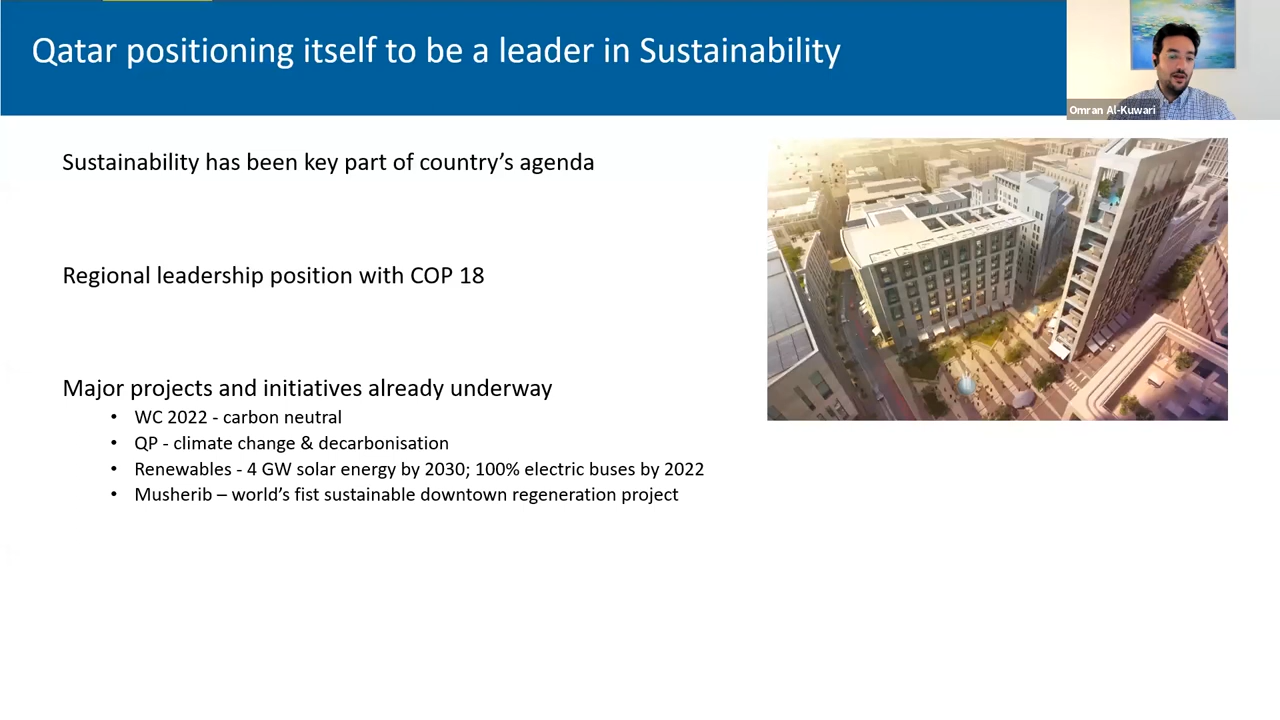 Qatar positioning itself to be a leader in Sustainability
Omran Al-Kuwari
Sustainability has been key part of country’s agenda
Regional leadership position with COP 18
Major projects and initiatives already underway
• WC 2022 - carbon neutral
• QP - climate change & decarbonisation
• Renewables - 4 GW solar energy by 2030; 100% electric buses by 2022
• Musherib – world’s fist sustainable downtown regeneration project